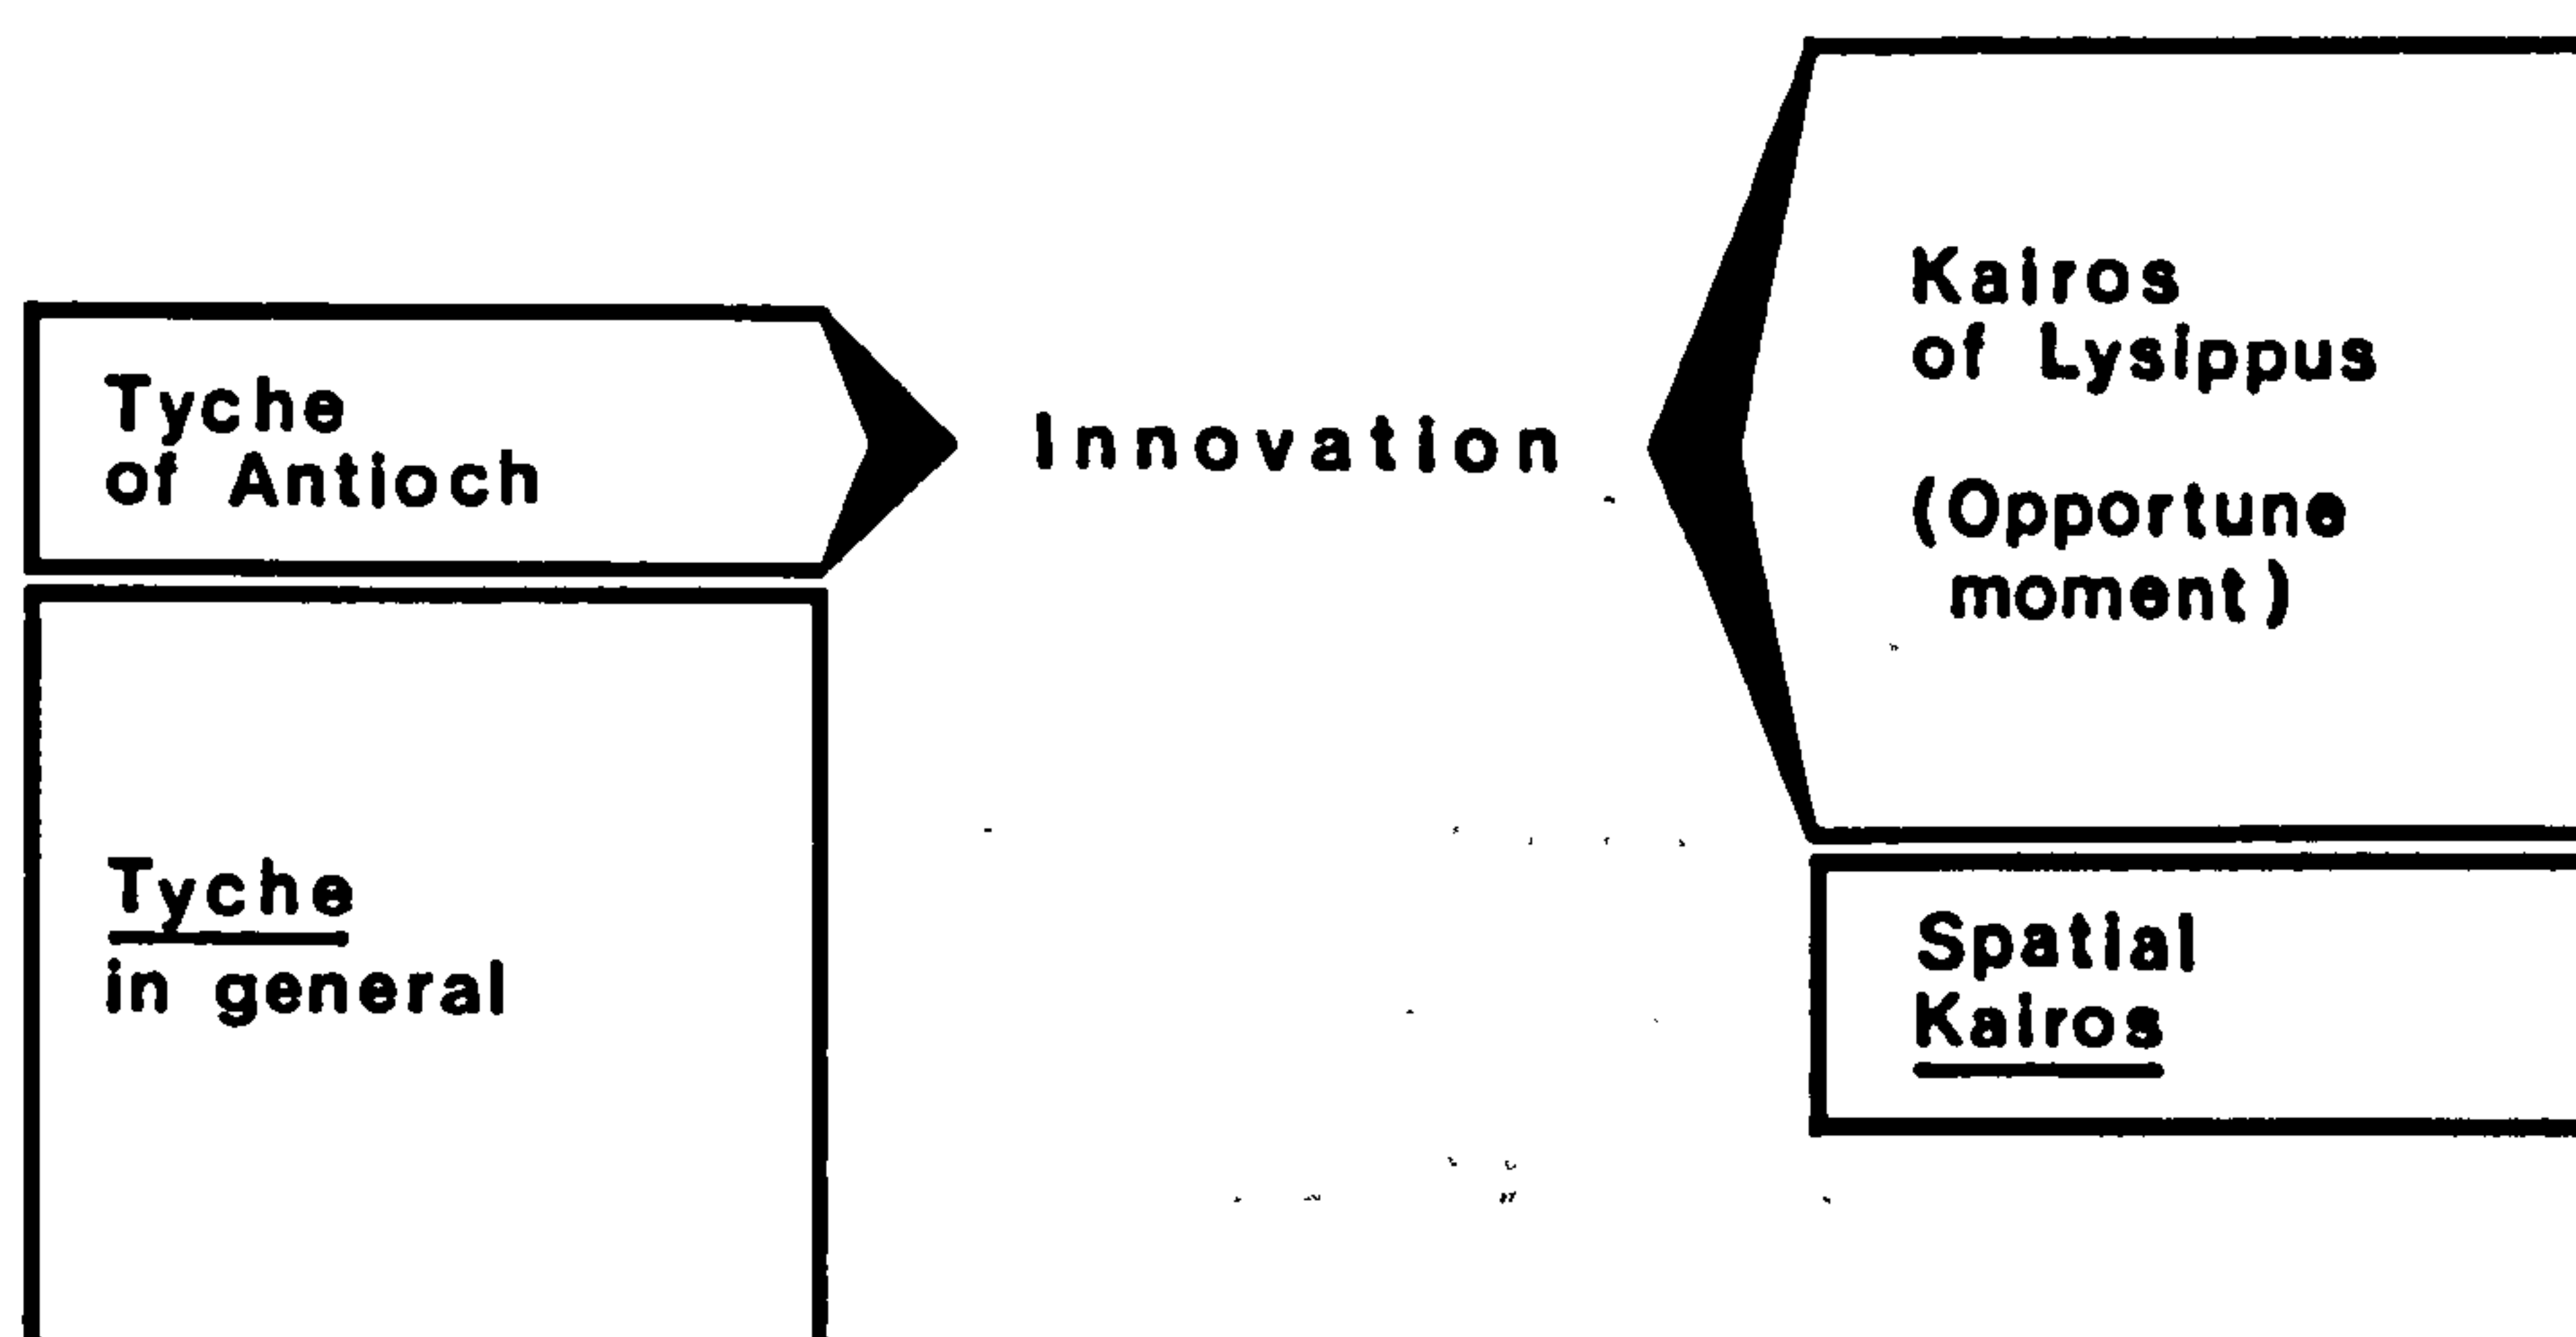 Tyche
of Antioch
Tyche
in general
Innovation
Kairos
of Lysippus
(Opportune
moment)
Spatial
Kairos